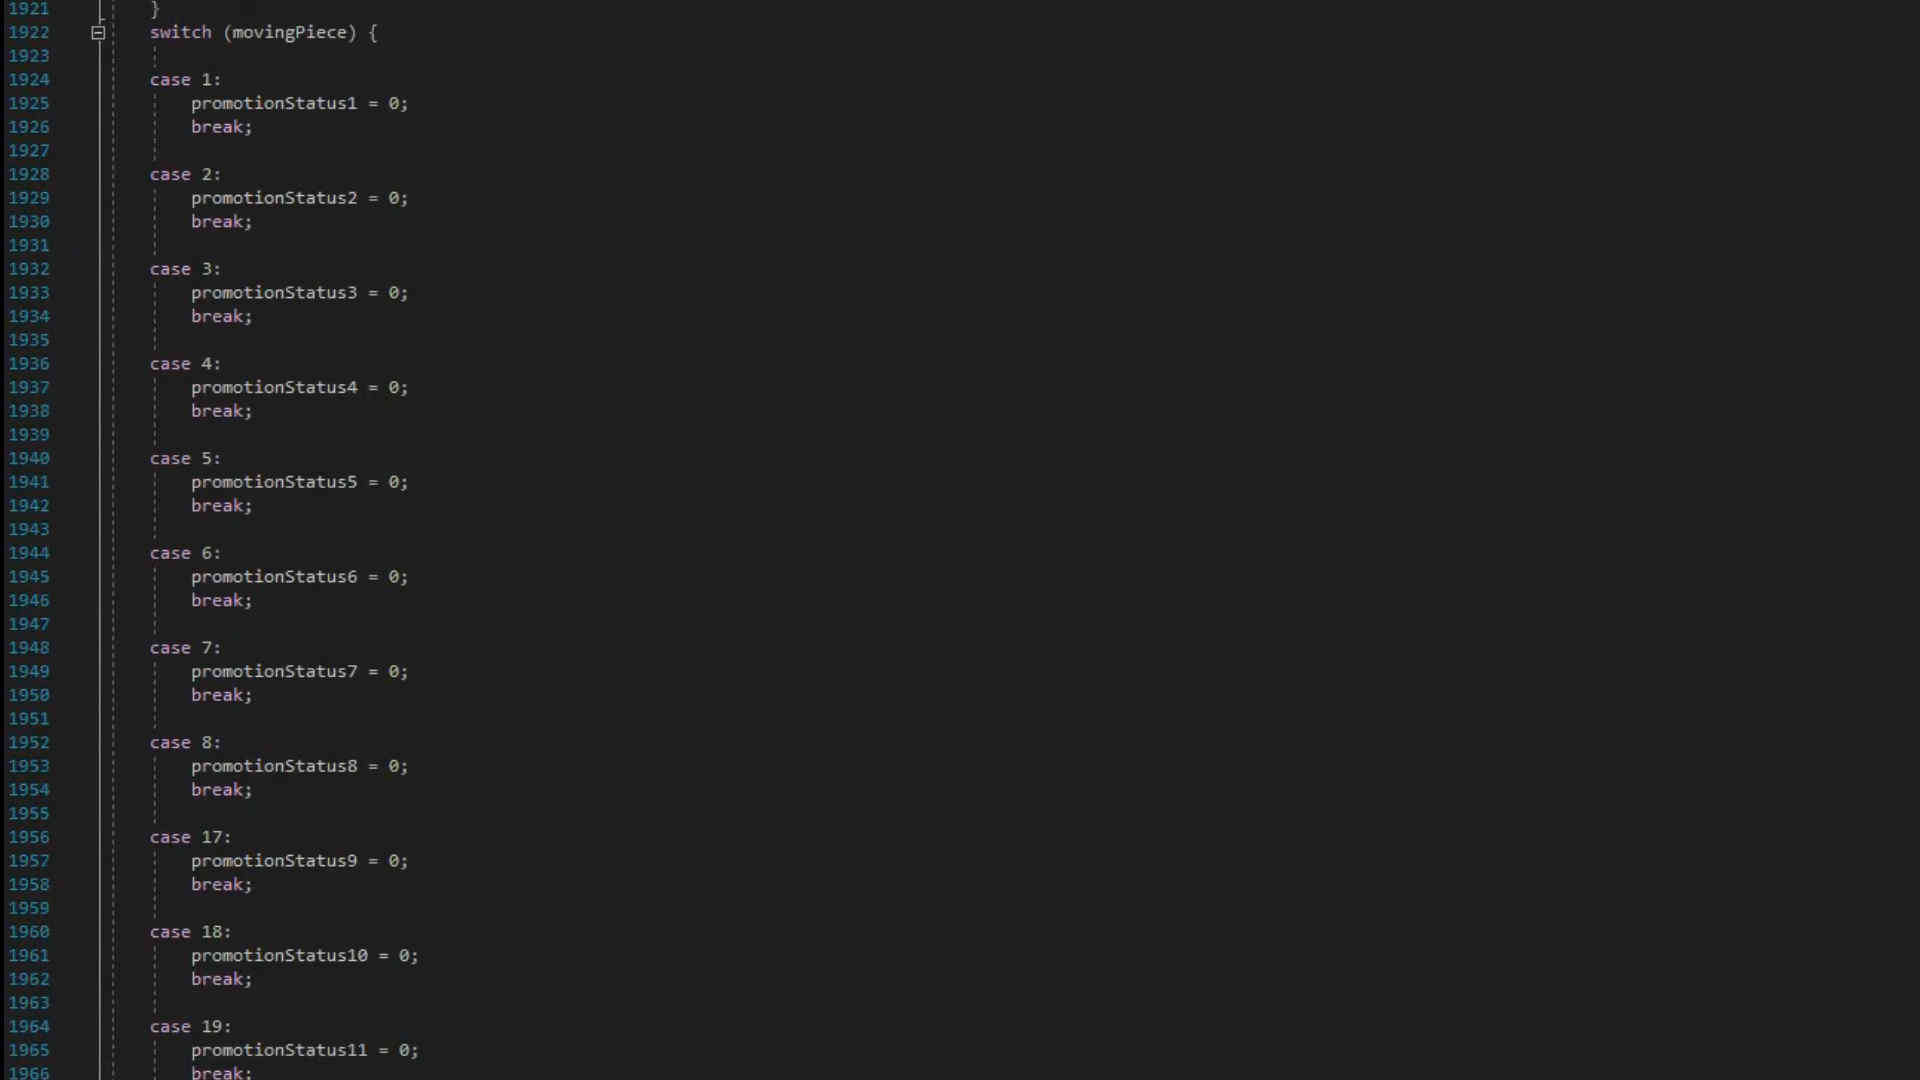 1921 }
1922 switch (movingPiece) {
1923
1924 case 1:
1925 promotionStatus1 = 0;
1926 break;
1927
1928 case 2:
1929 promotionStatus2 = 0;
1930 break;
1931
1932 case 3:
1933 promotionStatus3 = 0;
1934 break;
1935
1936 case 4:
1937 promotionStatus4 = 0;
1938 break;
1939
1940 case 5:
1941 promotionStatus5 = 0;
1942 break;
1943
1944 case 6:
1945 promotionStatus6 = 0;
1946 break;
1947
1948 case 7:
1949 promotionStatus7 = 0;
1950 break;
1951
1952 case 8:
1953 promotionStatus8 = 0;
1954 break;
1955
1956 case 17:
1957 promotionStatus9 = 0;
1958 break;
1959
1960 case 18:
1961 promotionStatus10 = 0;
1962 break;
1963
1964 case 19:
1965 promotionStatus11 = 0;
1966 break;